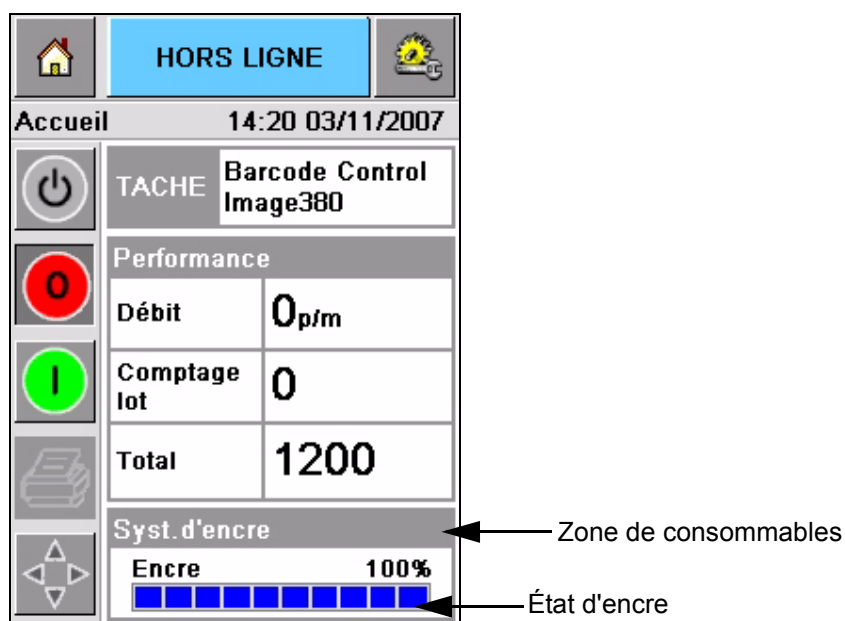 HORS LIGNE
Accueil 14:20 03/11/2007
TACHE Barcode Control
Image380
Performance
O
Débit 0p/m
I
Comptage
lot 0
Total 1200
Syst.d'encre
Zone de consommables
Encre 100%
État d'encre